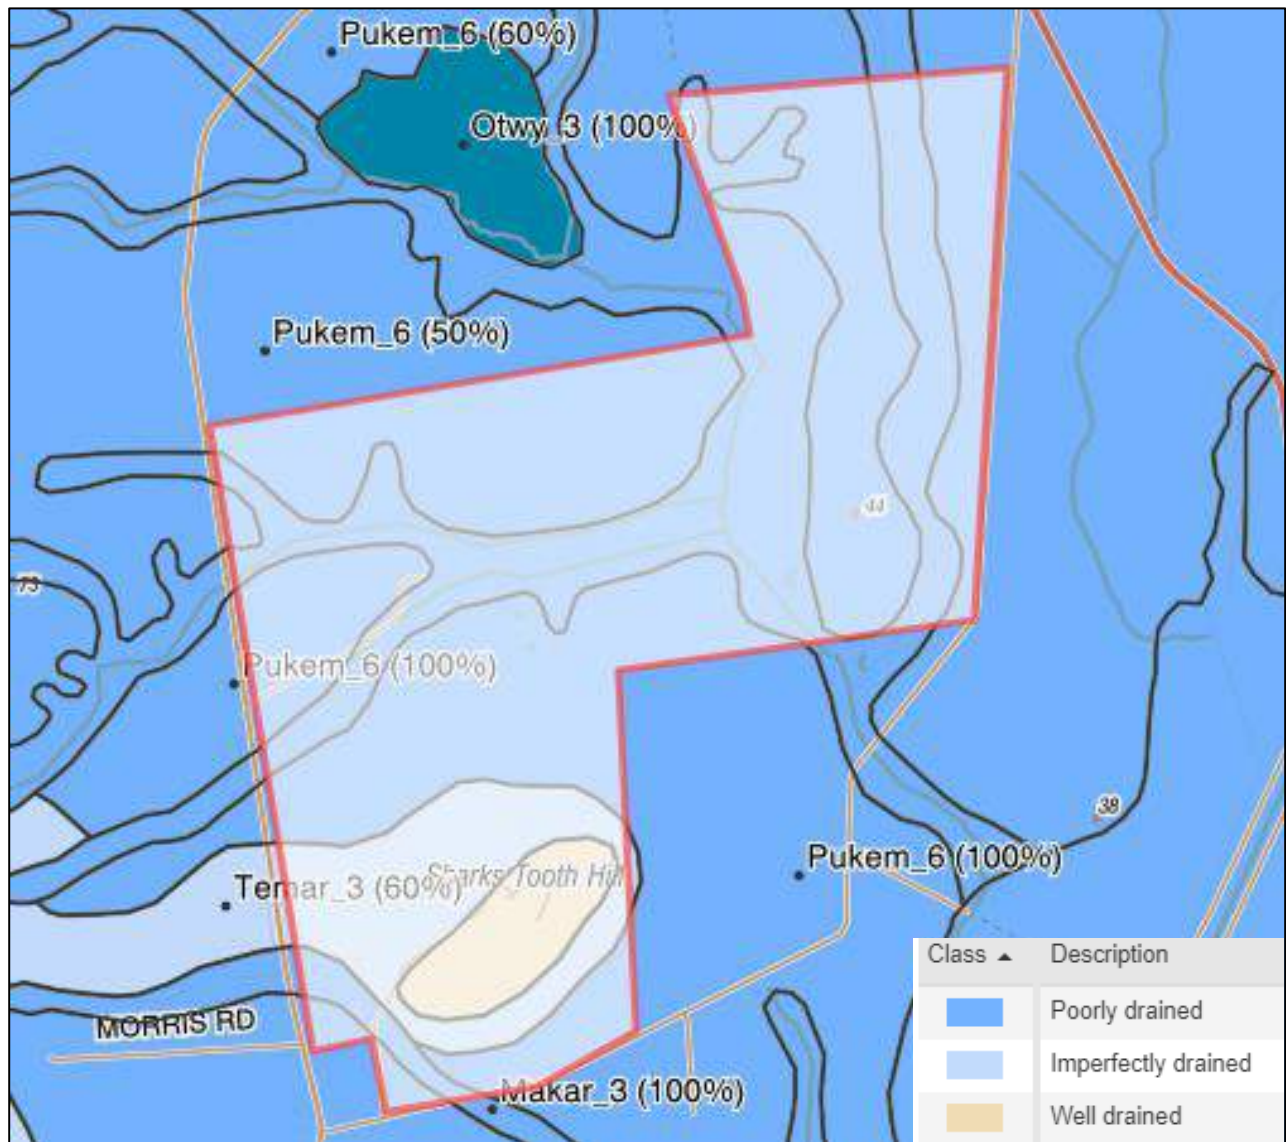 Pukem_6 (60%)
Otwy_3 (100%)
Pukem_6 (50%)
44
73
Pukem_6 (100%)
38
Pukem_6 (100%)
Sharks Tooth Hill
Temar_3 (60%)
MORRIS RD
Makar_3 (100%)
Class ▲ Description
Poorly drained
Imperfectly drained
Well drained